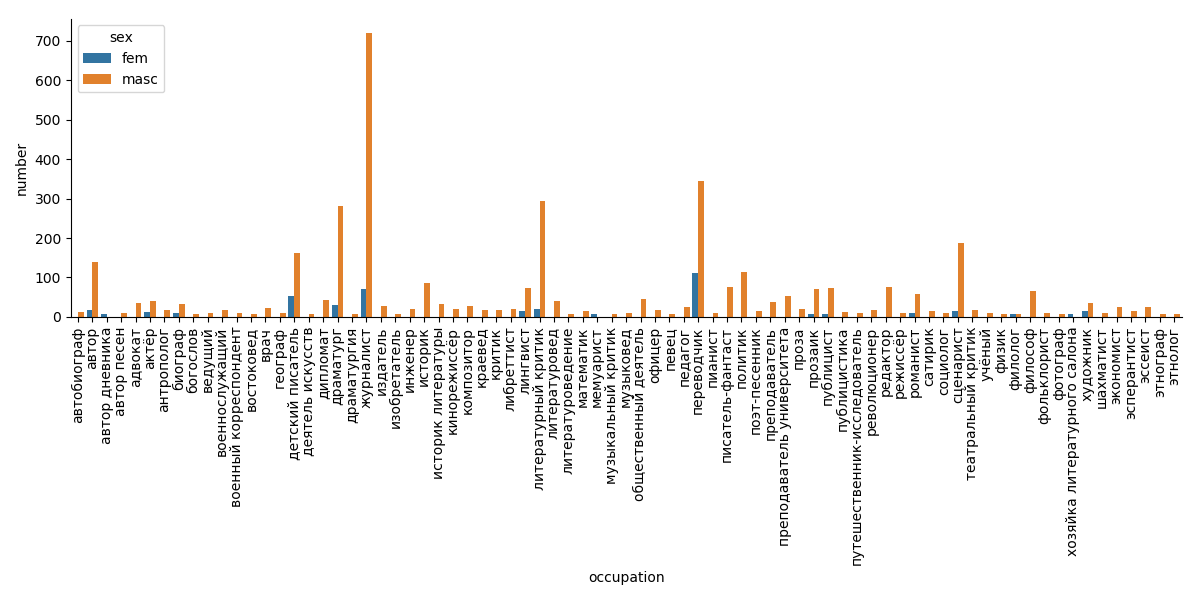 sex
fem
masc
number
700
600
500
400
300
200
100
0
автобиограф
автор
автор дневника
автор песен
адвокат
актёр
антрополог
биограф
богослов
ведущий
военнослужащий
военный корреспондент
востоковед
врач
географ
детский писатель
деятель искусств
дипломат
драматург
драматургия
журналист
издатель
изобретатель
инженер
историк
историк литературы
кинорежиссёр
композитор
краевед
критик
либреттист
лингвист
литературный критик
литературовед
литературоведение
математик
мемуарист
музыкальный критик
музыковед
общественный деятель
офицер
певец
педагог
переводчик
пианист
писатель-фантаст
политик
поэт-песенник
преподаватель
преподаватель университета
проза
прозаик
публицист
публицистика
путешественник-исследователь
революционер
редактор
режиссёр
романист
сатирик
социолог
сценарист
театральный критик
учёный
физик
филолог
философ
фольклорист
фотограф
хозяйка литературного салона
художник
шахматист
экономист
эсперантист
эссеист
этнограф
этнолог
occupation